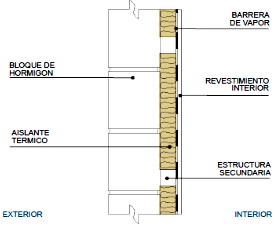 BARRERA
DE VAPOR
BLOQUE DE
HORMIGON
REVESTIMIENTO
INTERIOR
AISLANTE
TERMICO
ESTRUCTURA
SECUNDARIA
EXTERIOR
INTERIOR